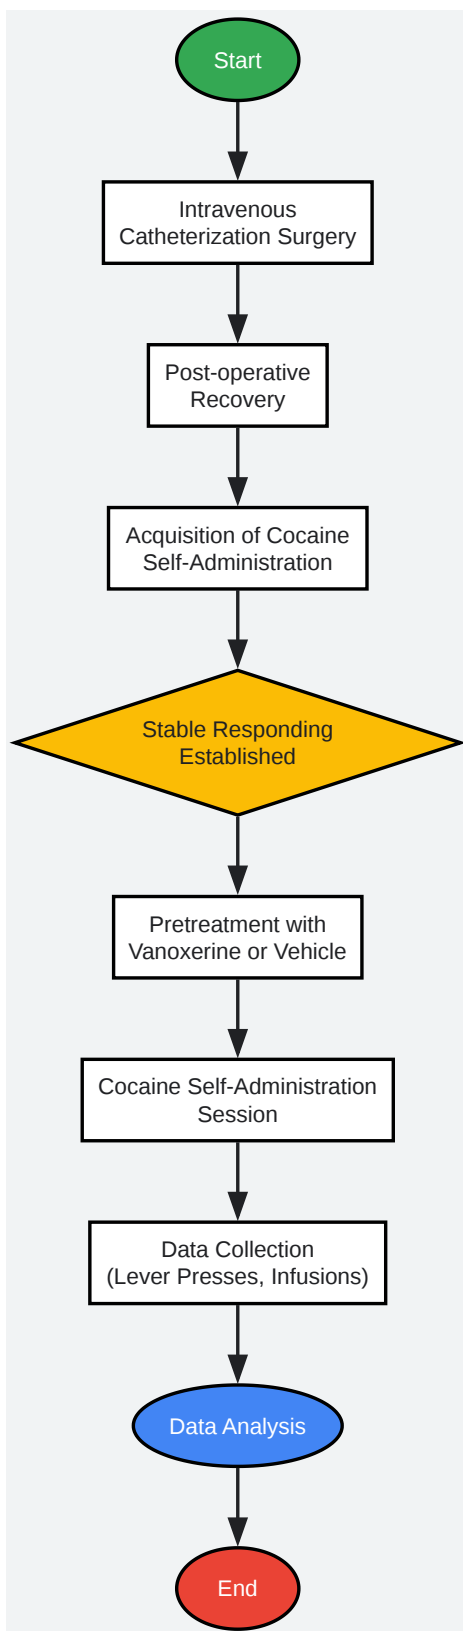 Start
Intravenous
Catheterization Surgery
Post-operative
Recovery
Acquisition of Cocaine
Self-Administration
Stable Responding
Established
Pretreatment with
Vanoxerine or Vehicle
Cocaine Self-Administration
Session
Data Collection
(Lever Presses, Infusions)
Data Analysis
End